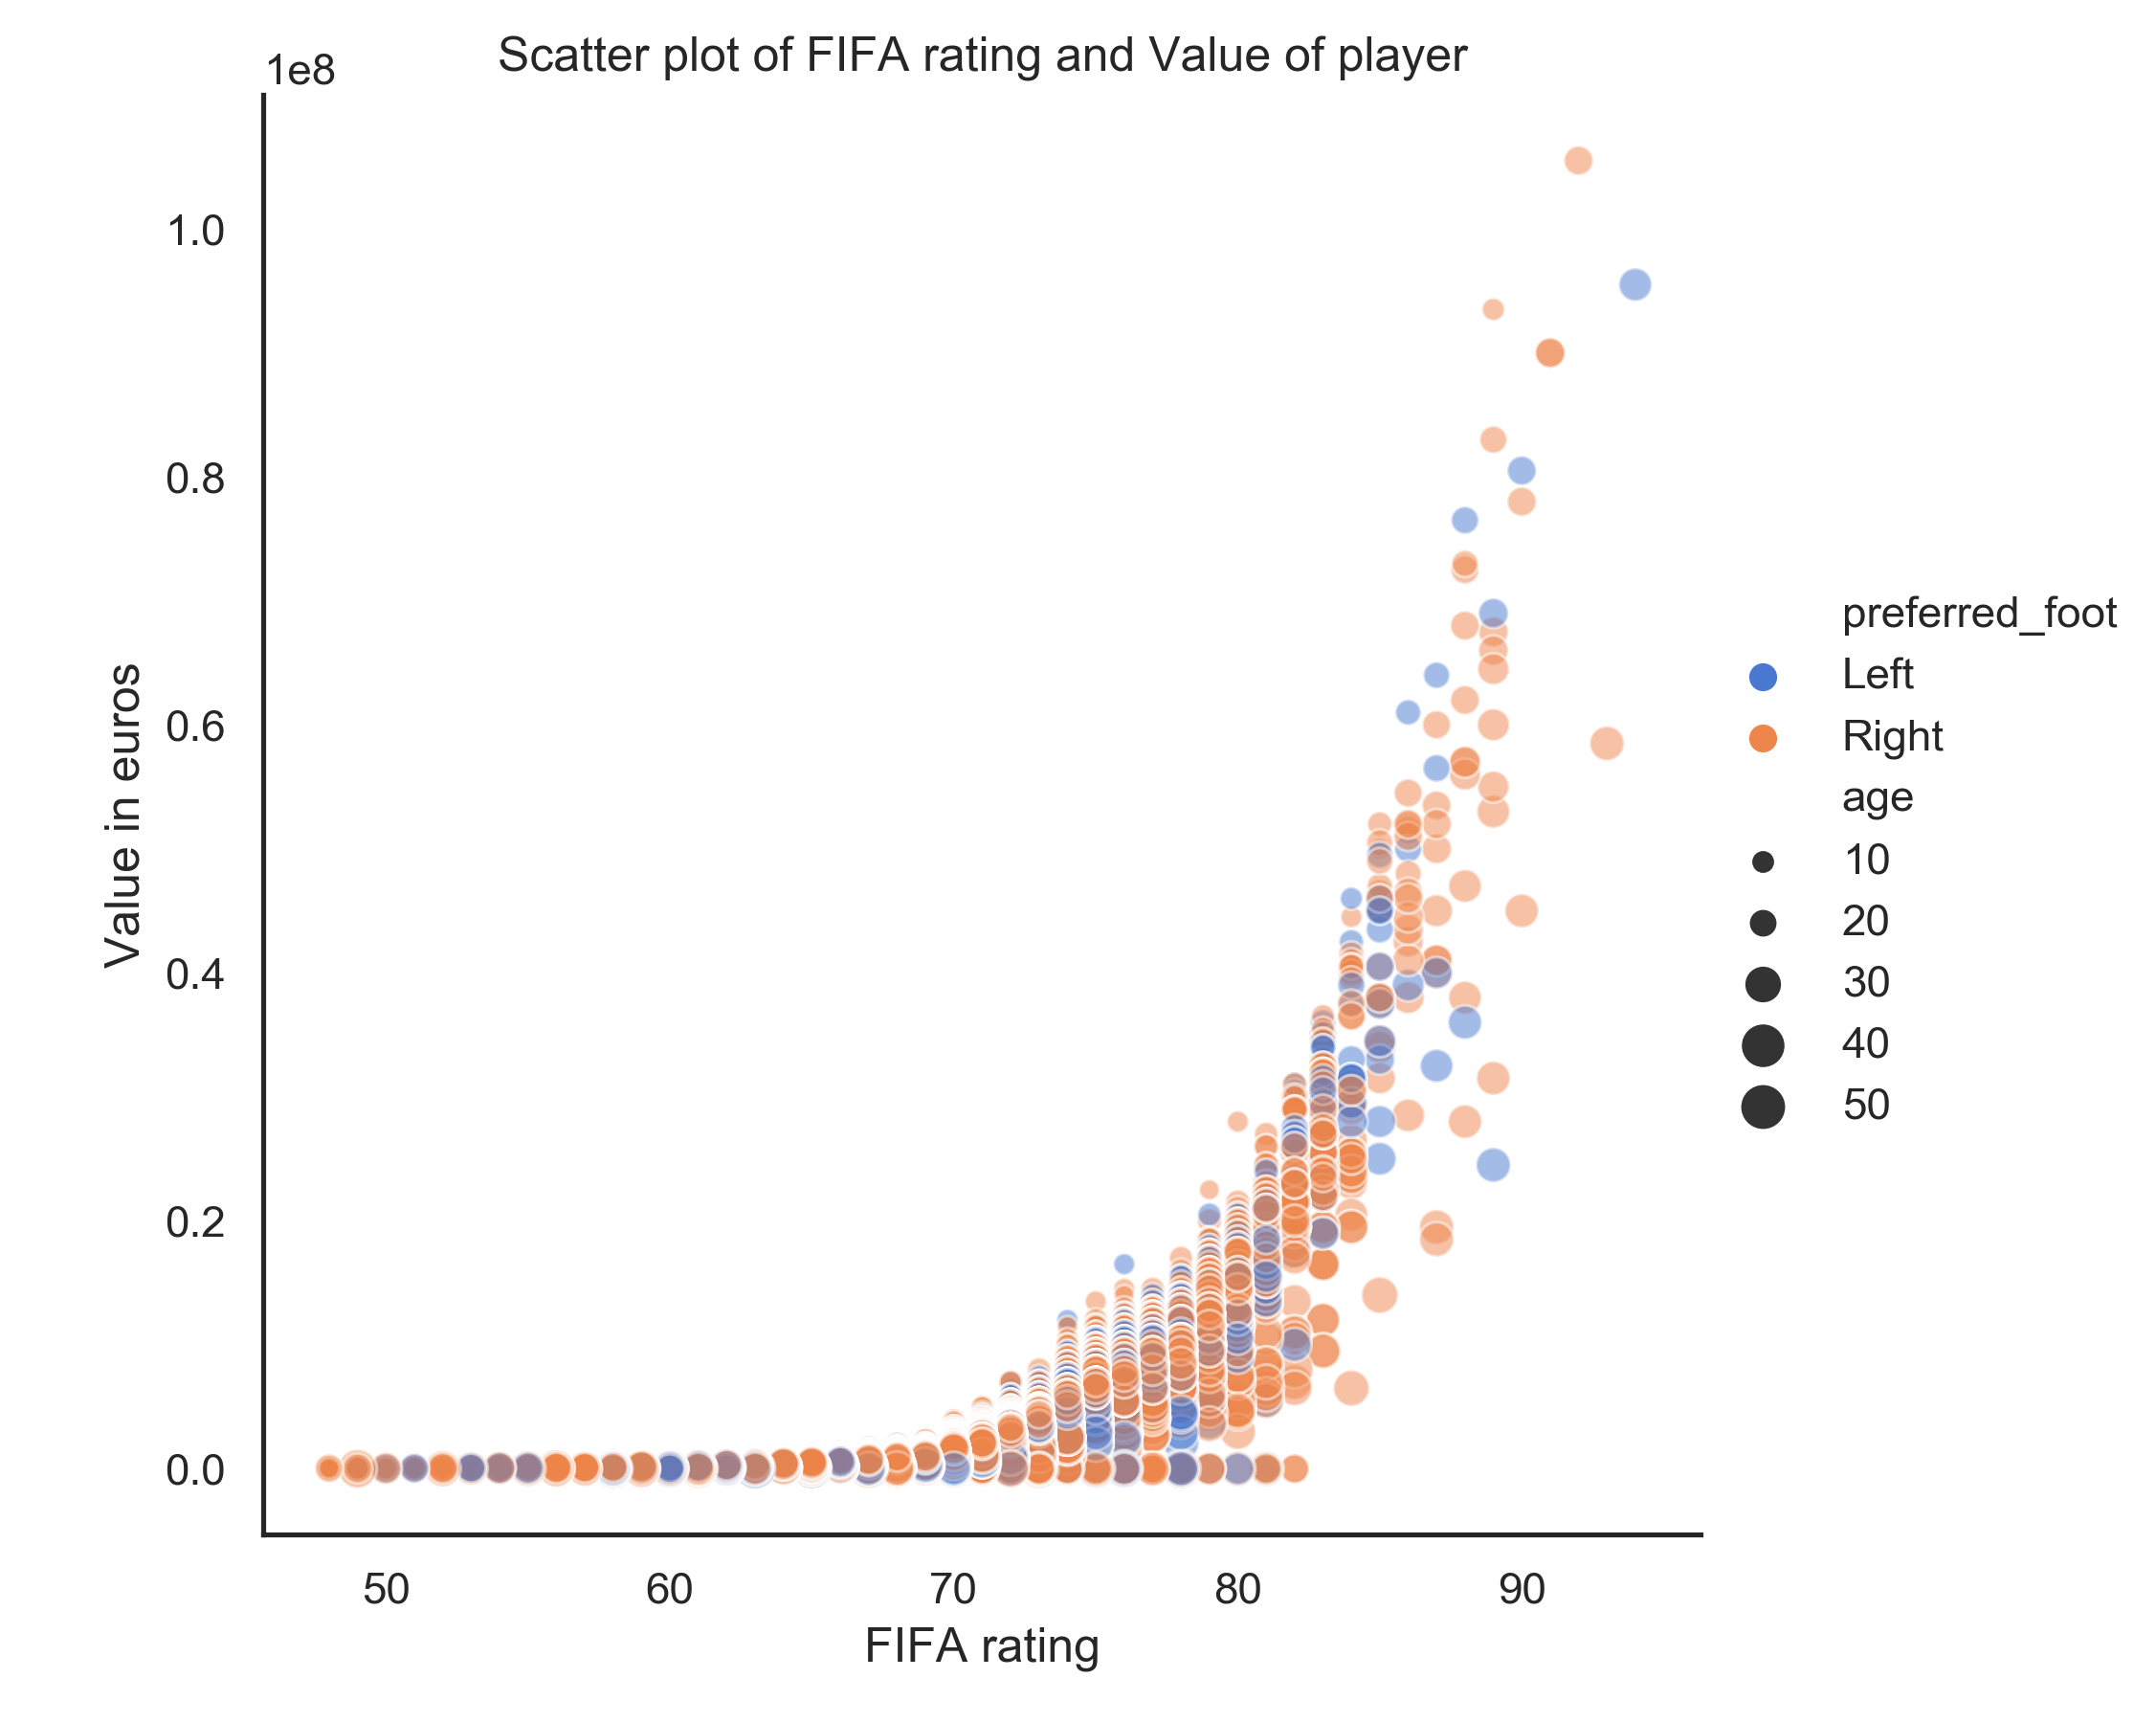 Scatter plot of FIFA rating and Value of player
1e8
1.0
0.8
0.6
0.4
0.2
0.0
Value in euros
50 60 70 80 90
FIFA rating
preferred_foot
Left
Right
age
10
20
30
40
50